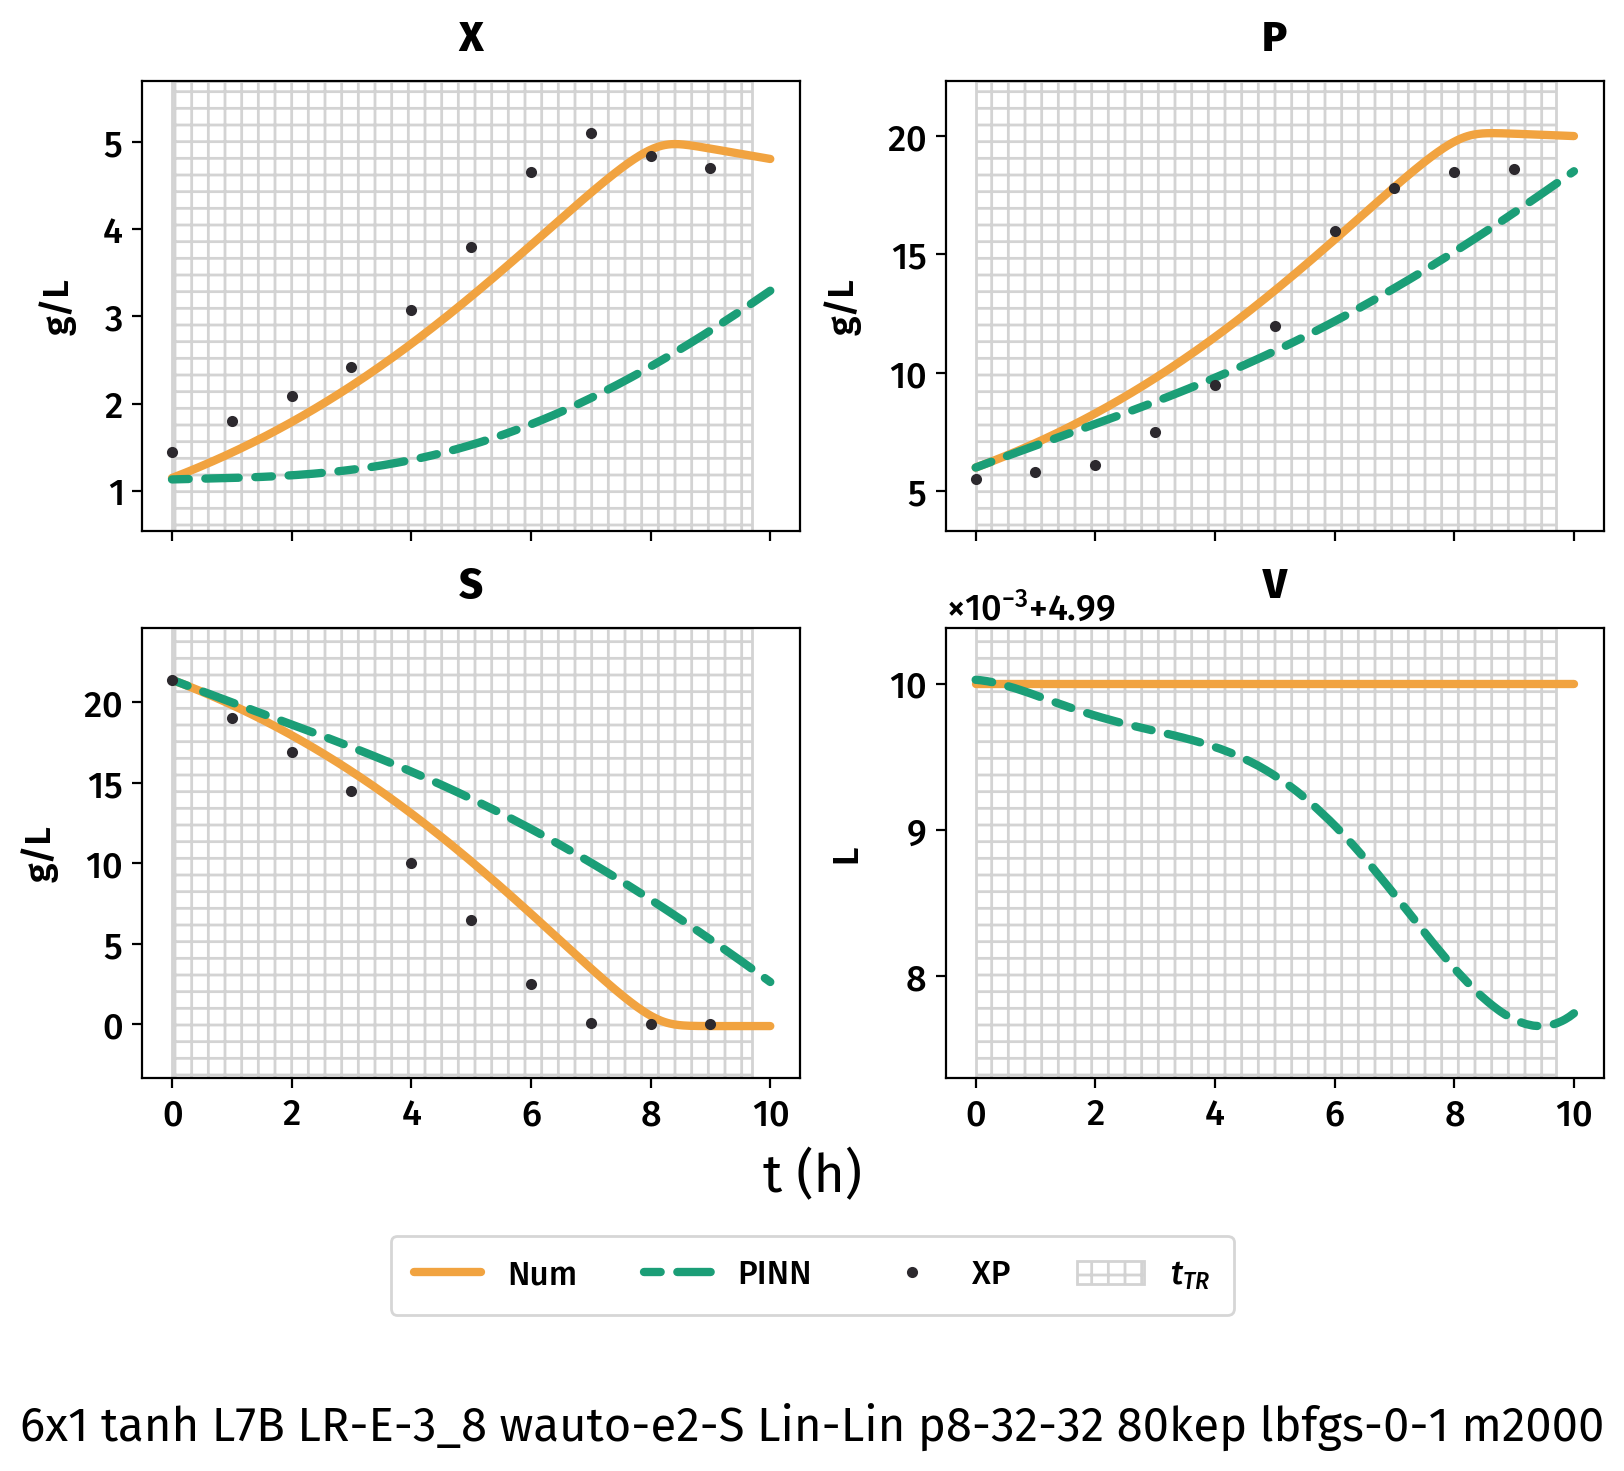 X
P
5
4
3
2
1
g/L
20
15
10
5
g/L
S
V
×10⁻³+4.99
20
15
10
5
0
g/L
10
9
8
L
0 2 4 6 8 10
0 2 4 6 8 10
t (h)
Num PINN XP t_TR
6x1 tanh L7B LR-E-3_8 wauto-e2-S Lin-Lin p8-32-32 80kep lbfgs-0-1 m2000